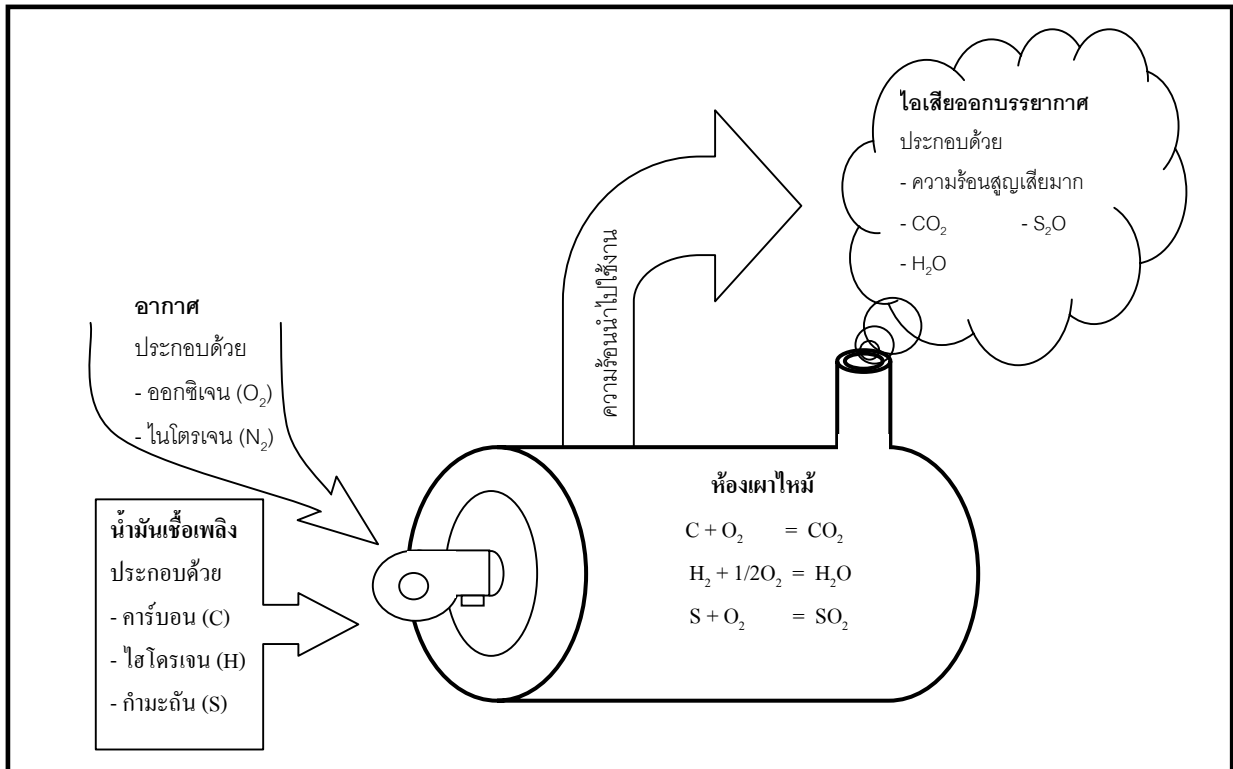 ไอเสียออกบรรยากาศ
ประกอบด้วย
- ความร้อนสูญเสียมาก
- CO₂ - S₂O
- H₂O
ความร้อนนำไปใช้งาน
อากาศ
ประกอบด้วย
- ออกซิเจน (O₂)
- ไนโตรเจน (N₂)
น้ำมันเชื้อเพลิง
ประกอบด้วย
- คาร์บอน (C)
- ไฮโดรเจน (H)
- กำมะถัน (S)
ห้องเผาไหม้
C + O₂ = CO₂
H₂ + 1/2O₂ = H₂O
S + O₂ = SO₂